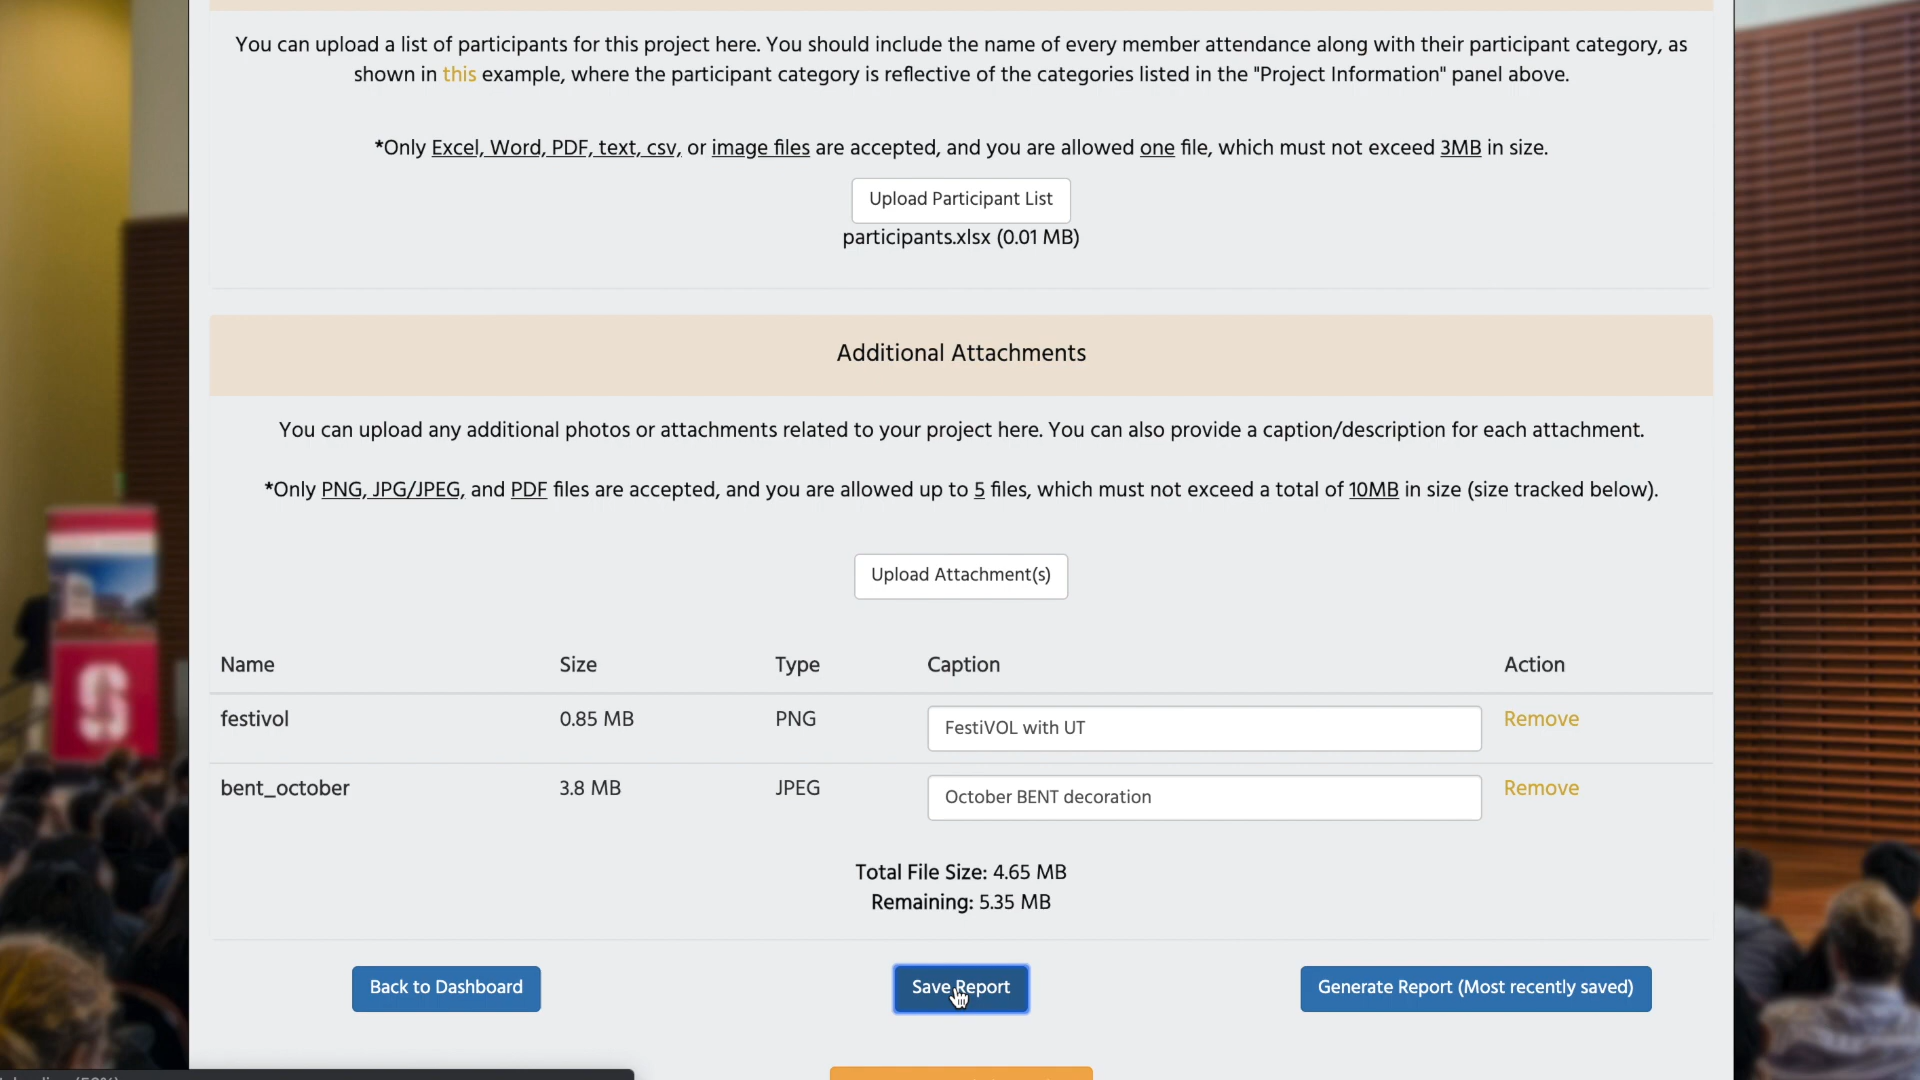 You can upload a list of participants for this project here. You should include the name of every member attendance along with their participant category, as
shown in this example, where the participant category is reflective of the categories listed in the "Project Information" panel above.
*Only Excel, Word, PDF, text, csv, or image files are accepted, and you are allowed one file, which must not exceed 3MB in size.
Upload Participant List
participants.xlsx (0.01 MB)
Additional Attachments
You can upload any additional photos or attachments related to your project here. You can also provide a caption/description for each attachment.
*Only PNG, JPG/JPEG, and PDF files are accepted, and you are allowed up to 5 files, which must not exceed a total of 10MB in size (size tracked below).
Upload Attachment(s)
Name Size Type Caption Action
festivol 0.85 MB PNG FestiVOL with UT Remove
bent_october 3.8 MB JPEG October BENT decoration Remove
Total File Size: 4.65 MB
Remaining: 5.35 MB
Back to Dashboard Save Report Generate Report (Most recently saved)
S